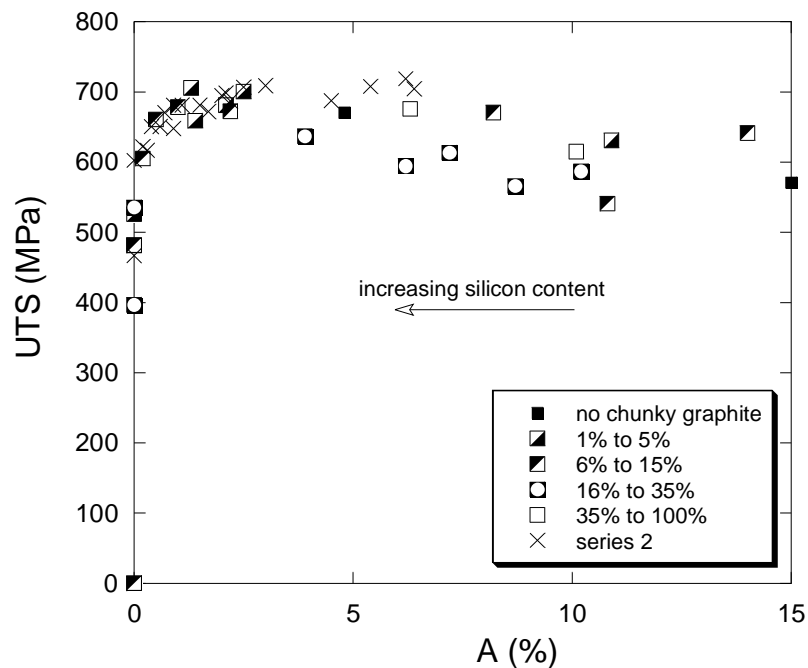 800
700
600
500
400
300
200
100
0
UTS (MPa)
increasing silicon content
no chunky graphite
1% to 5%
6% to 15%
16% to 35%
35% to 100%
series 2
0 5 10 15
A (%)